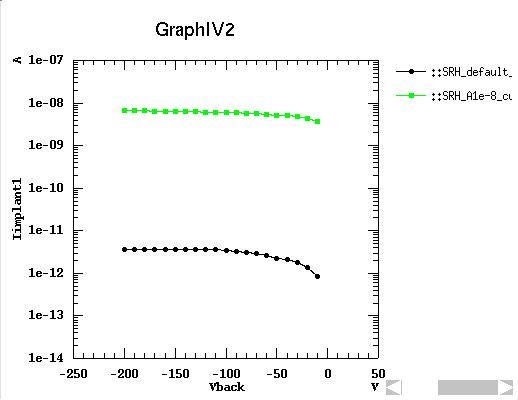 GraphIV2
A
1e-07
1e-08
1e-09
1e-10
1e-11
1e-12
1e-13
1e-14
Iimplant1
-250 -200 -150 -100 -50 0 50
Vback V
::SRH_default_
::SRH_A1e-8_cu